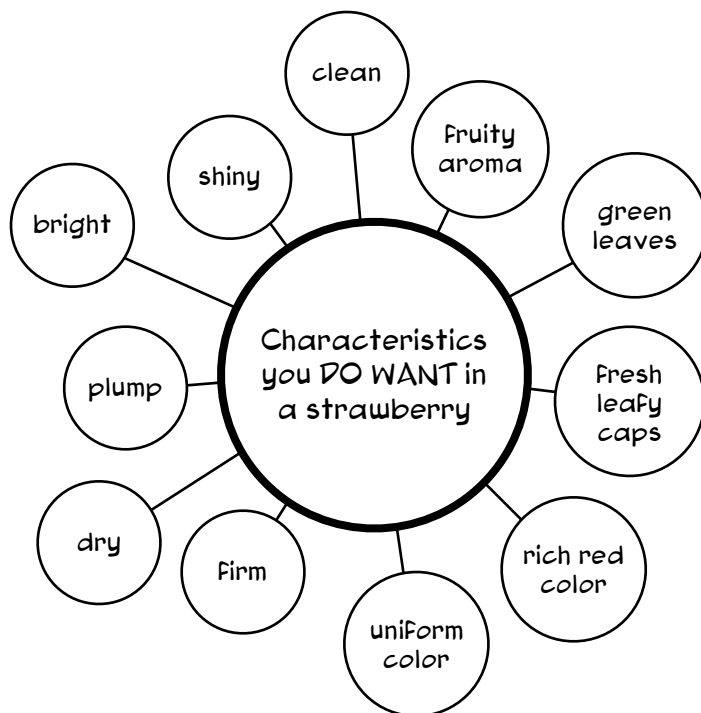 clean
fruity
aroma
shiny
green
leaves
bright
Characteristics
you DO WANT in
a strawberry
fresh
leafy
caps
plump
dry
firm
rich red
color
uniform
color